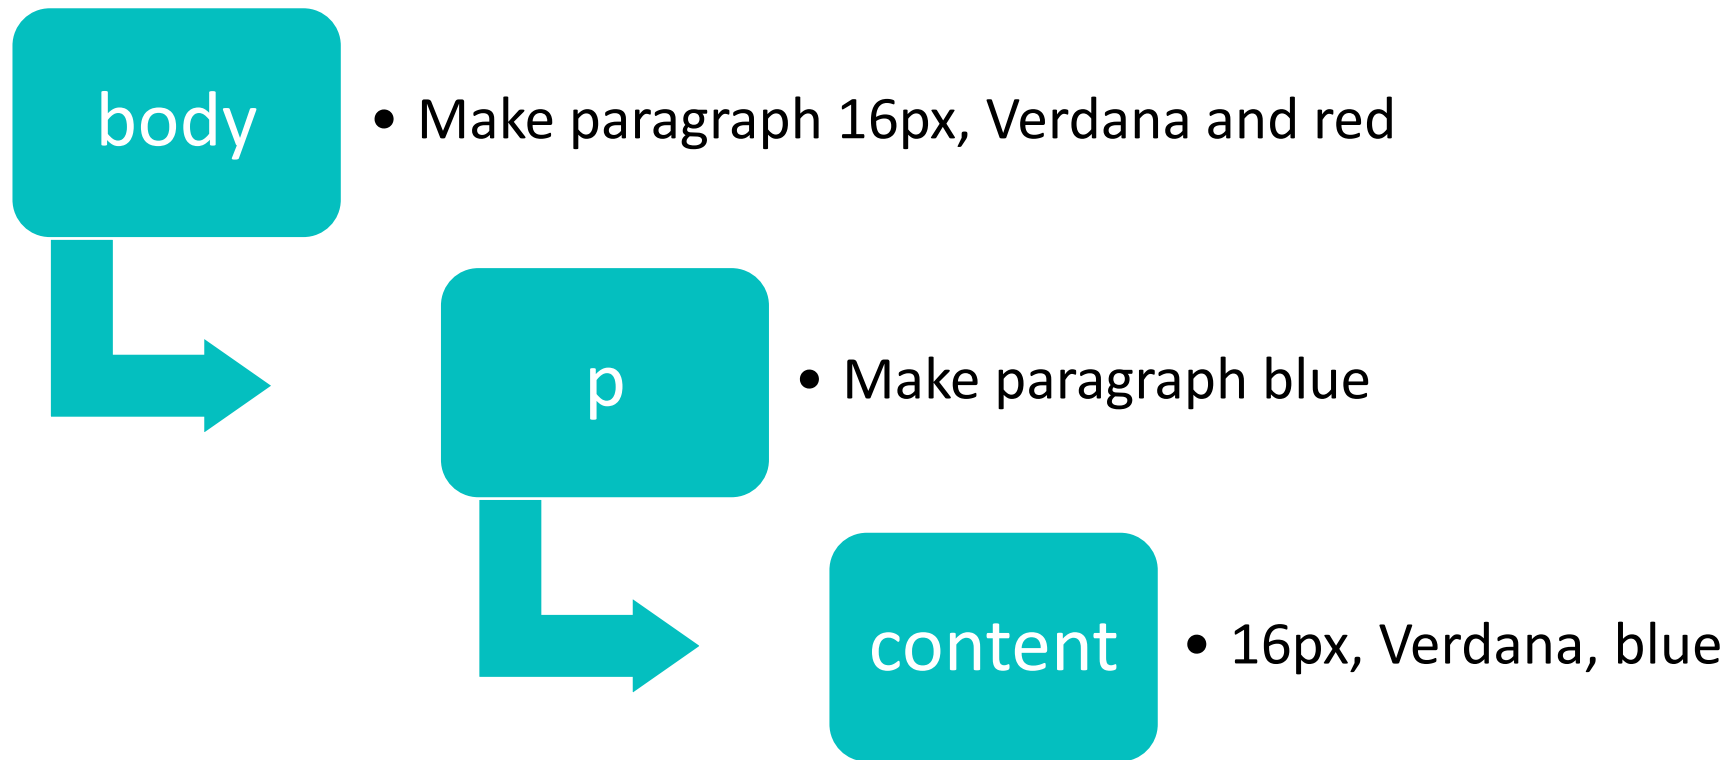 body
• Make paragraph 16px, Verdana and red
p
• Make paragraph blue
content
• 16px, Verdana, blue